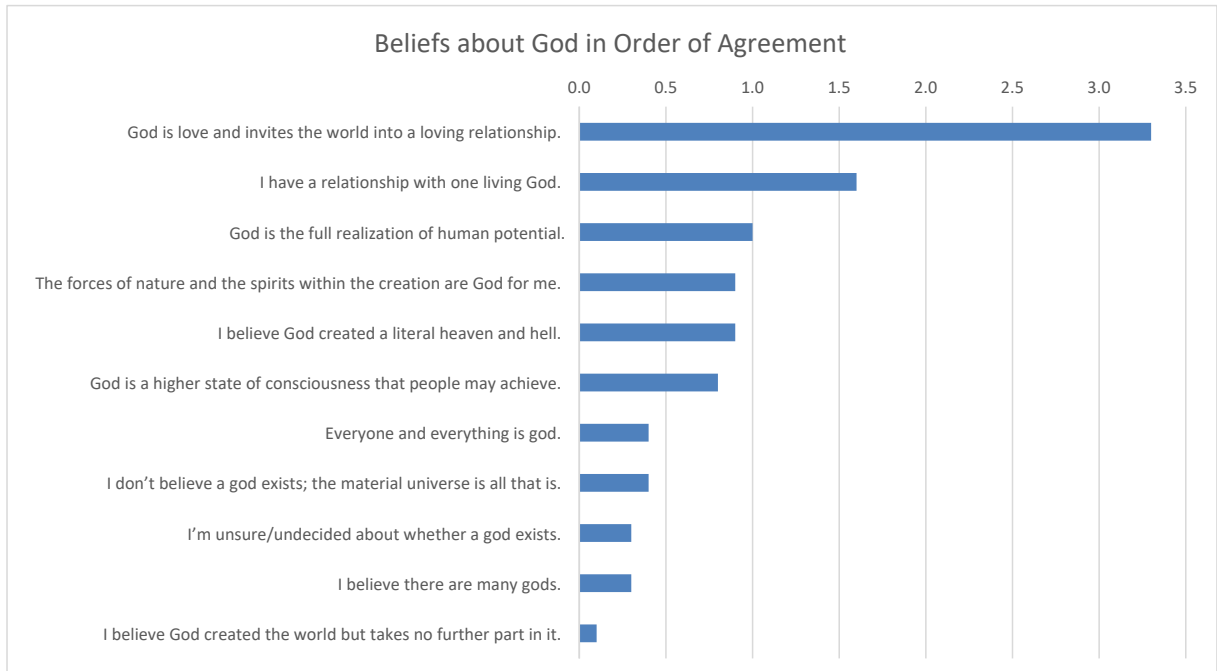 Beliefs about God in Order of Agreement
0.0 0.5 1.0 1.5 2.0 2.5 3.0 3.5
God is love and invites the world into a loving relationship.
I have a relationship with one living God.
God is the full realization of human potential.
The forces of nature and the spirits within the creation are God for me.
I believe God created a literal heaven and hell.
God is a higher state of consciousness that people may achieve.
Everyone and everything is god.
I don’t believe a god exists; the material universe is all that is.
I’m unsure/undecided about whether a god exists.
I believe there are many gods.
I believe God created the world but takes no further part in it.